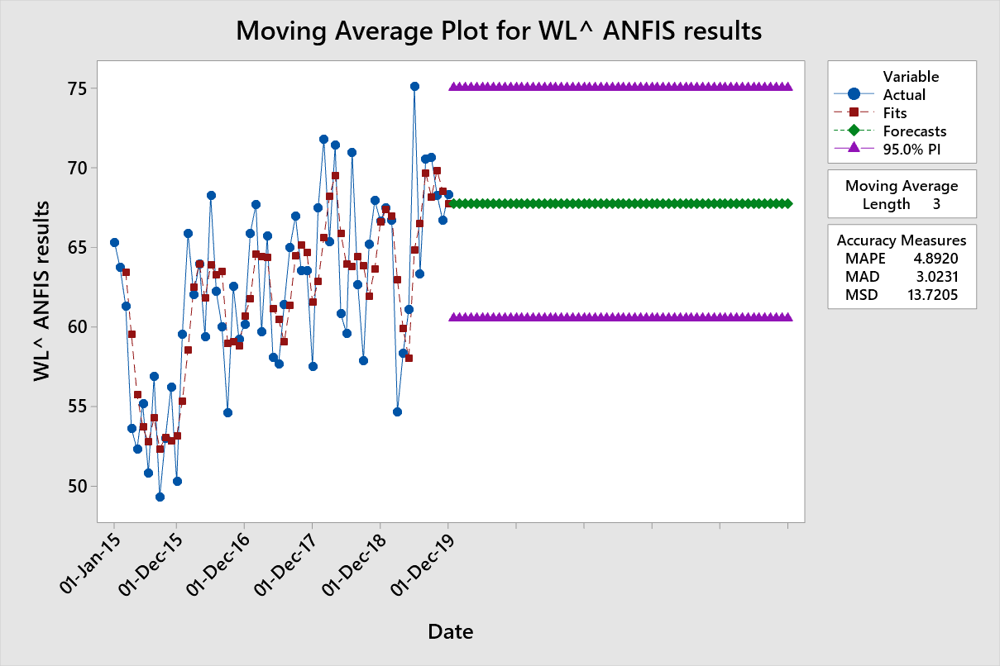 Moving Average Plot for WL^ ANFIS results
WL^ ANFIS results
75
70
65
60
55
50
01-Jan-15
01-Dec-15
01-Dec-16
01-Dec-17
01-Dec-18
01-Dec-19
Date
Variable
Actual
Fits
Forecasts
95.0% PI
Moving Average
Length 3
Accuracy Measures
MAPE 4.8920
MAD 3.0231
MSD 13.7205